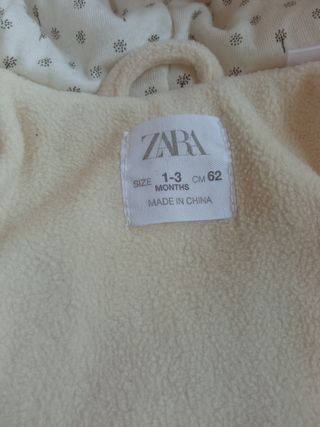 ZARA
SIZE 1-3 MONTHS CM 62
MADE IN CHINA